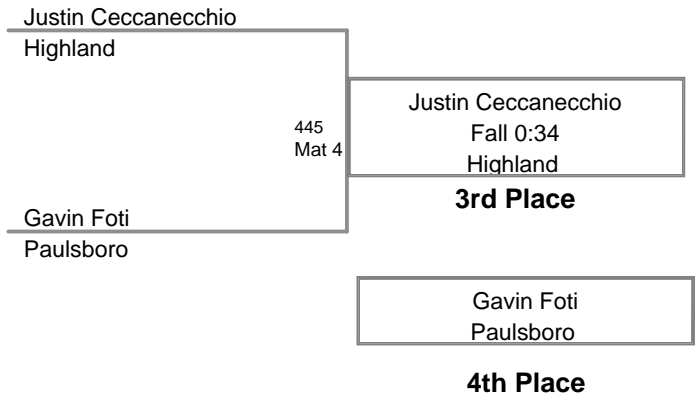 Justin Ceccanecchio
Highland
445
Mat 4
Justin Ceccanecchio
Fall 0:34
Highland
3rd Place
Gavin Foti
Paulsboro
Gavin Foti
Paulsboro
4th Place